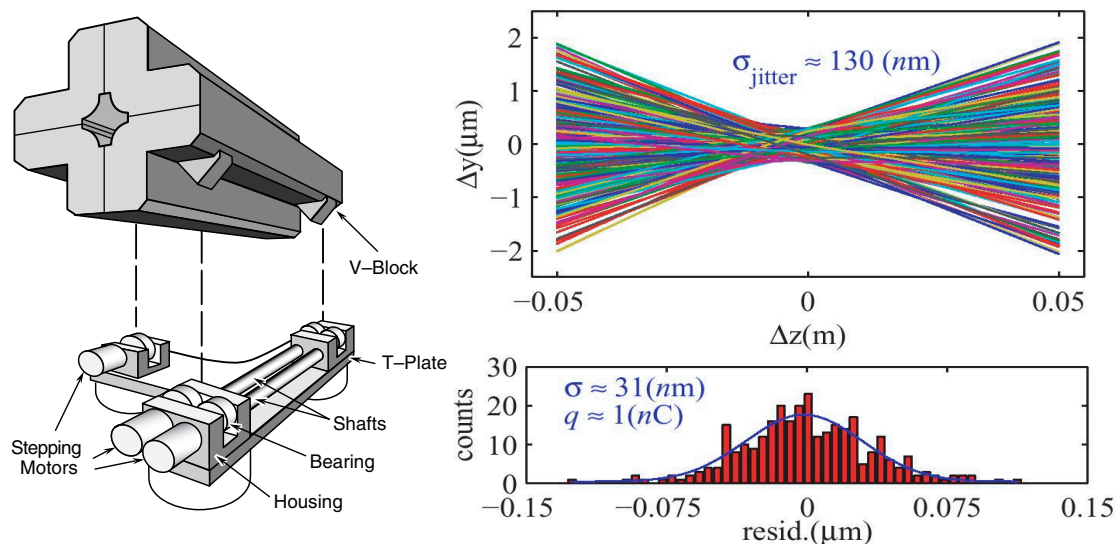 V–Block
T–Plate
Shafts
Stepping
Motors
Bearing
Housing
2
1
0
−1
−2
Δy(μm)
σjitter ≈ 130 (nm)
−0.05
0
0.05
Δz(m)
30
20
10
0
counts
σ ≈ 31(nm)
q ≈ 1(nC)
−0.15
−0.075
0
0.075
0.15
resid.(μm)